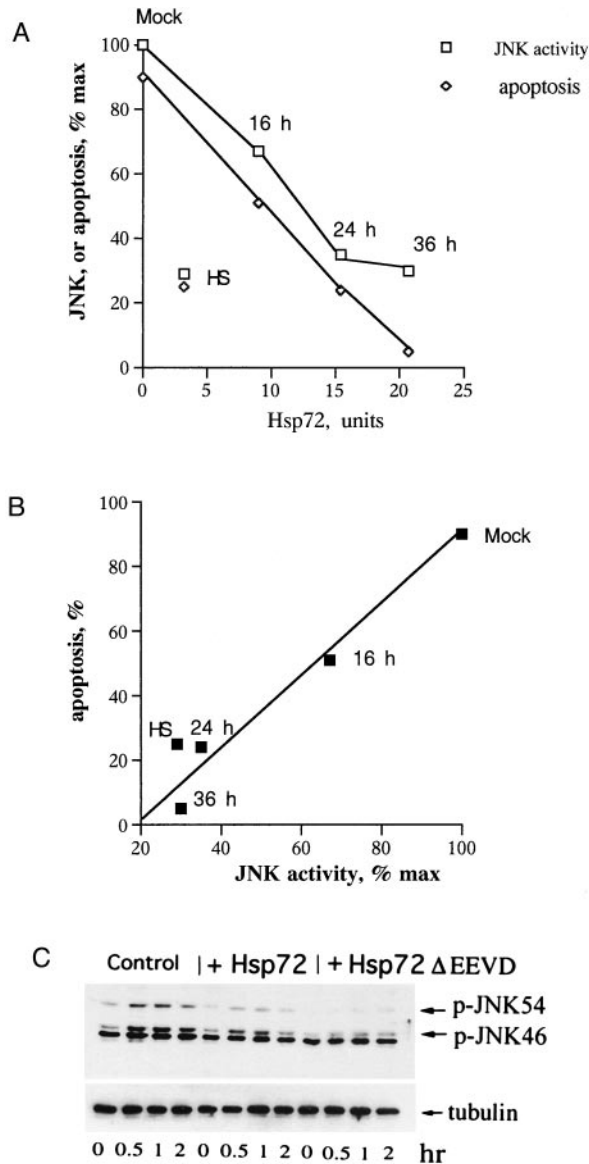 A
Mock
JNK, or apoptosis, % max
100
80
60
40
20
0
16 h
24 h
36 h
HS
JNK activity
apoptosis
0 5 10 15 20 25
Hsp72, units
B
apoptosis, %
100
80
60
40
20
0
Mock
16 h
HS 24 h
36 h
20 40 60 80 100
JNK activity, % max
C
Control | + Hsp72 | + Hsp72 Δ EEVD
p-JNK54
p-JNK46
tubulin
0 0.5 1 2 0 0.5 1 2 0 0.5 1 2 hr